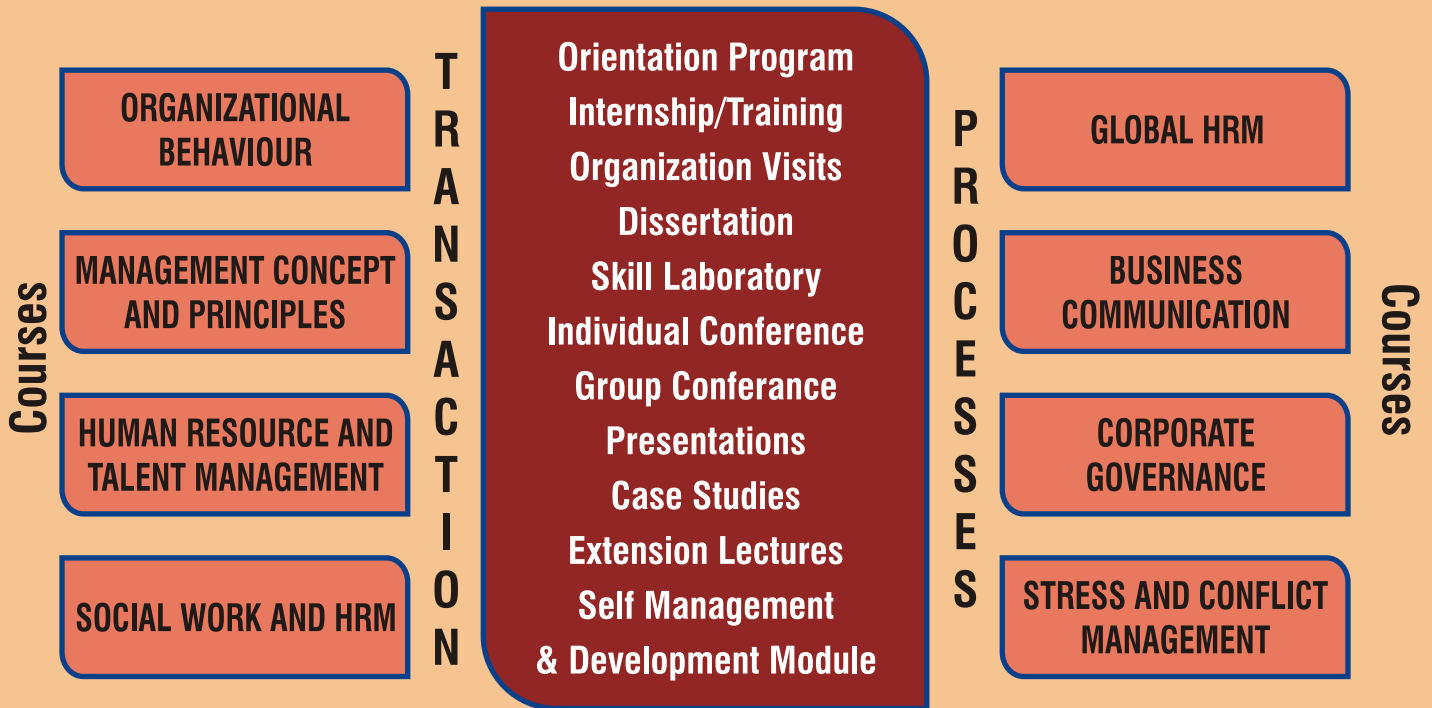 Courses
ORGANIZATIONAL
BEHAVIOUR
MANAGEMENT CONCEPT
AND PRINCIPLES
HUMAN RESOURCE AND
TALENT MANAGEMENT
SOCIAL WORK AND HRM
TRANSACTION
Orientation Program
Internship/Training
Organization Visits
Dissertation
Skill Laboratory
Individual Conference
Group Conferance
Presentations
Case Studies
Extension Lectures
Self Management
& Development Module
PROCESSES
GLOBAL HRM
BUSINESS
COMMUNICATION
CORPORATE
GOVERNANCE
STRESS AND CONFLICT
MANAGEMENT
Courses